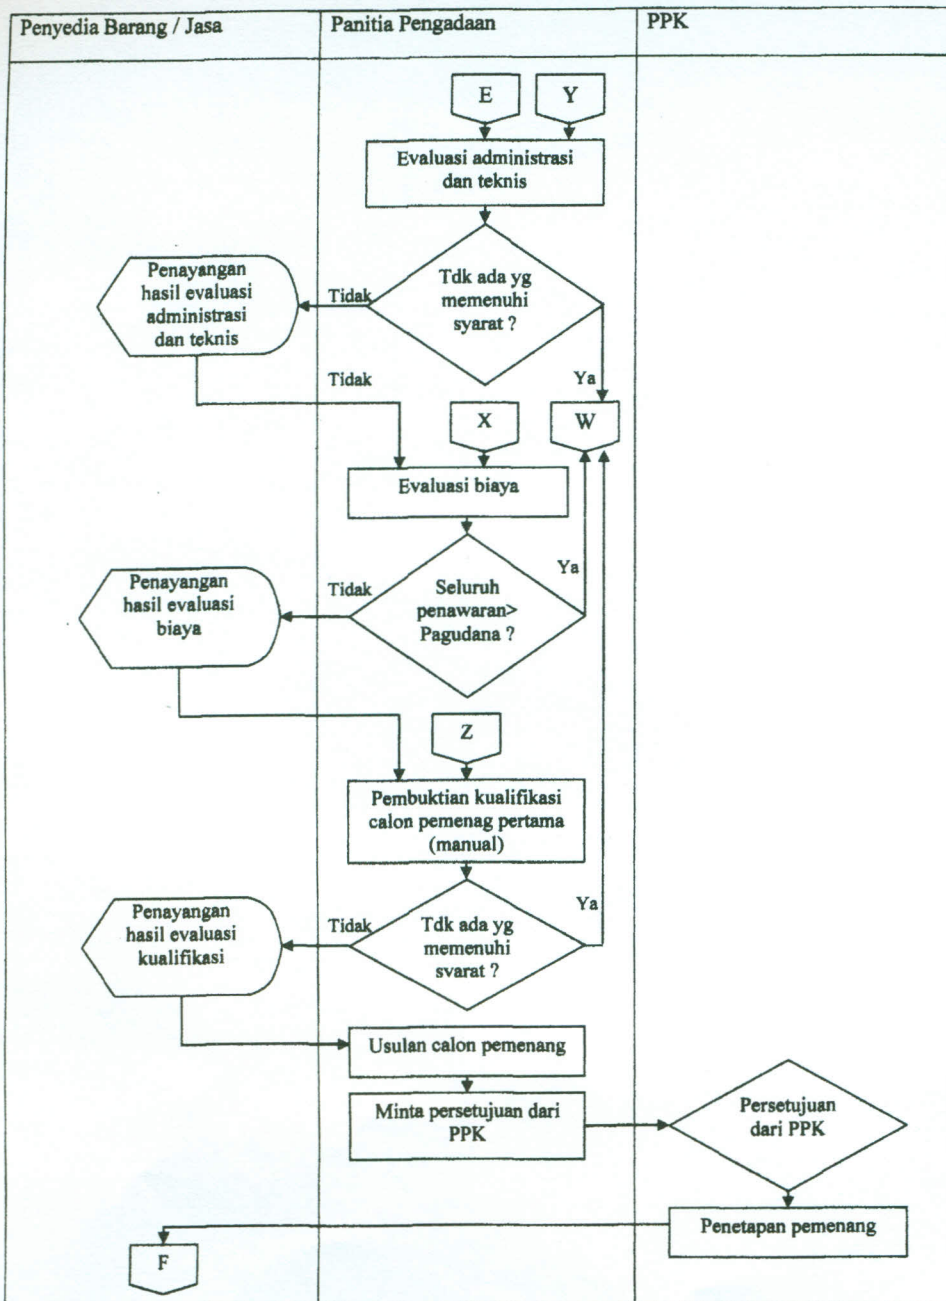 Penyedia Barang / Jasa
Panitia Pengadaan
PPK
E
Y
Evaluasi administrasi
dan teknis
Tdk ada yg
memenuhi
syarat ?
Tidak
Penayangan
hasil evaluasi
administrasi
dan teknis
Tidak
Ya
X
W
Evaluasi biaya
Seluruh
penawaran>
Pagudana ?
Tidak
Ya
Penayangan
hasil evaluasi
biaya
Z
Pembuktian kualifikasi
calon pemenag pertama
(manual)
Tdk ada yg
memenuhi
svarat ?
Tidak
Ya
Penayangan
hasil evaluasi
kualifikasi
Usulan calon pemenang
Minta persetujuan dari
PPK
Persetujuan
dari PPK
Penetapan pemenang
F